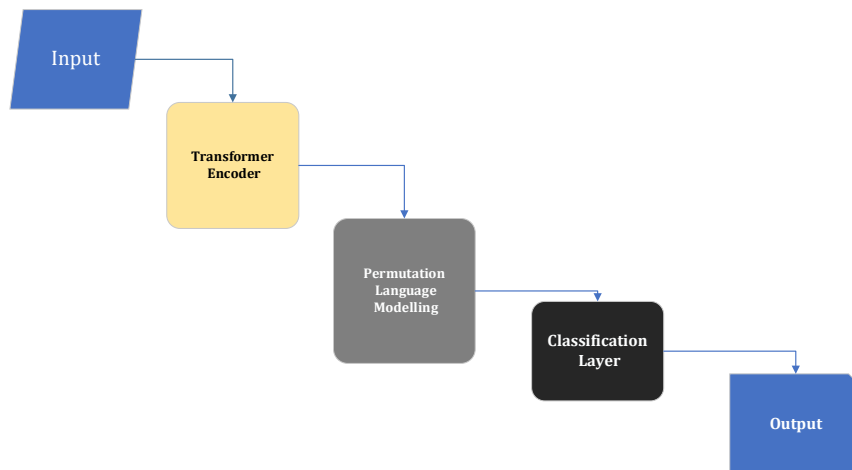 Input
Transformer
Encoder
Permutation
Language
Modelling
Classification
Layer
Output